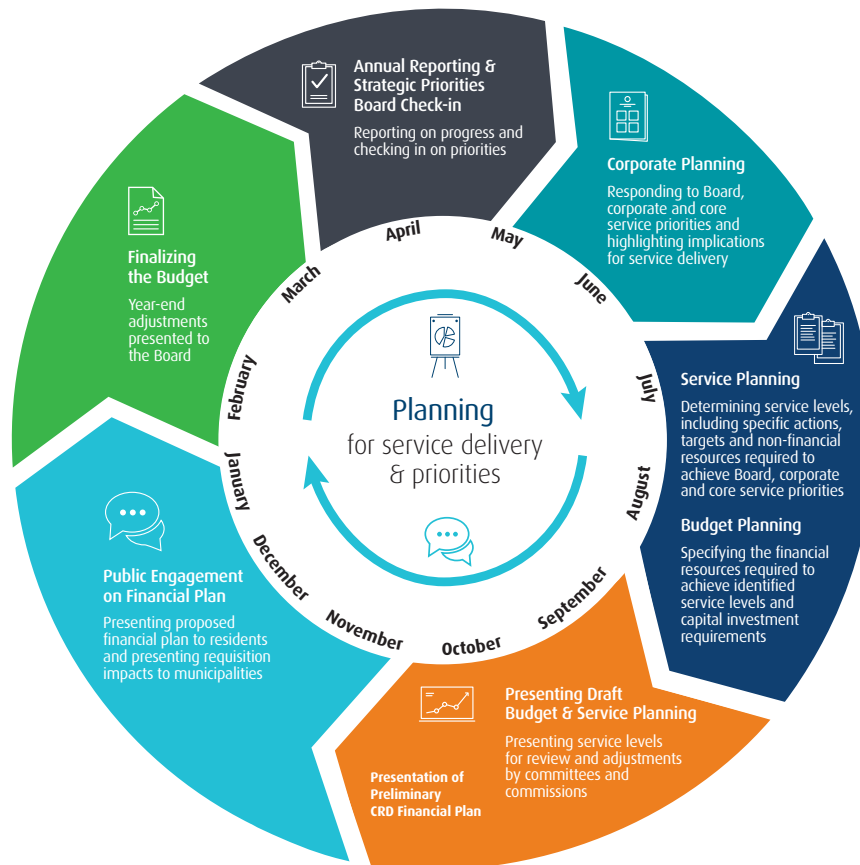 Annual Reporting &
Strategic Priorities
Board Check-in
Reporting on progress and
checking in on priorities
Corporate Planning
Responding to Board,
corporate and core
service priorities and
highlighting implications
for service delivery
Service Planning
Determining service levels,
including specific actions,
targets and non-financial
resources required to
achieve Board, corporate
and core service priorities
Budget Planning
Specifying the financial
resources required to
achieve identified
service levels and
capital investment
requirements
Presenting Draft
Budget & Service Planning
Presenting service levels
for review and adjustments
by committees and
commissions
Presentation of
Preliminary
CRD Financial Plan
Public Engagement
on Financial Plan
Presenting proposed
financial plan to residents
and presenting requisition
impacts to municipalities
Finalizing
the Budget
Year-end
adjustments
presented to
the Board
January
February
March
April
May
June
July
August
September
October
November
December
Planning
for service delivery
& priorities